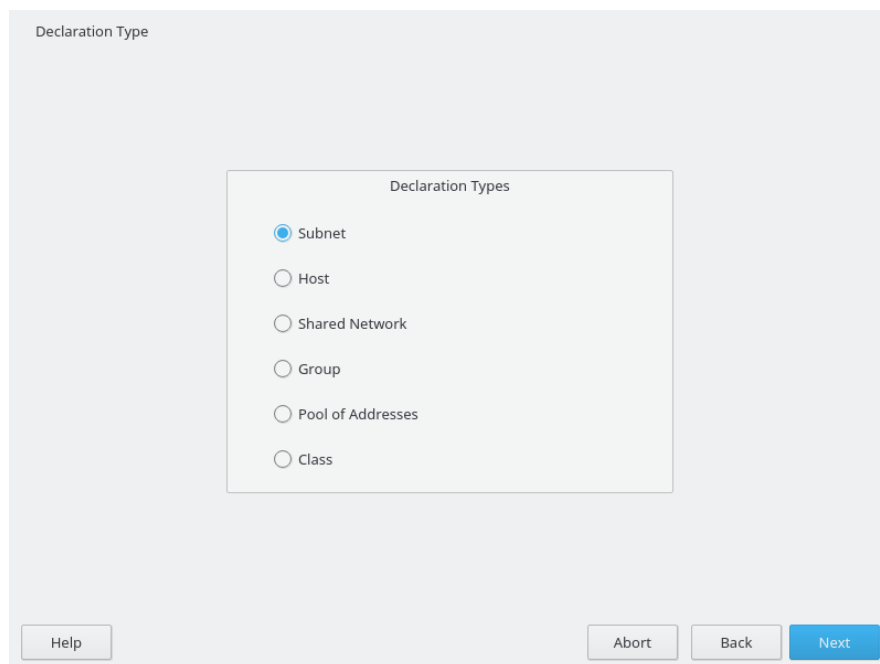 Declaration Type
Declaration Types
Subnet
Host
Shared Network
Group
Pool of Addresses
Class
Help
Abort
Back
Next